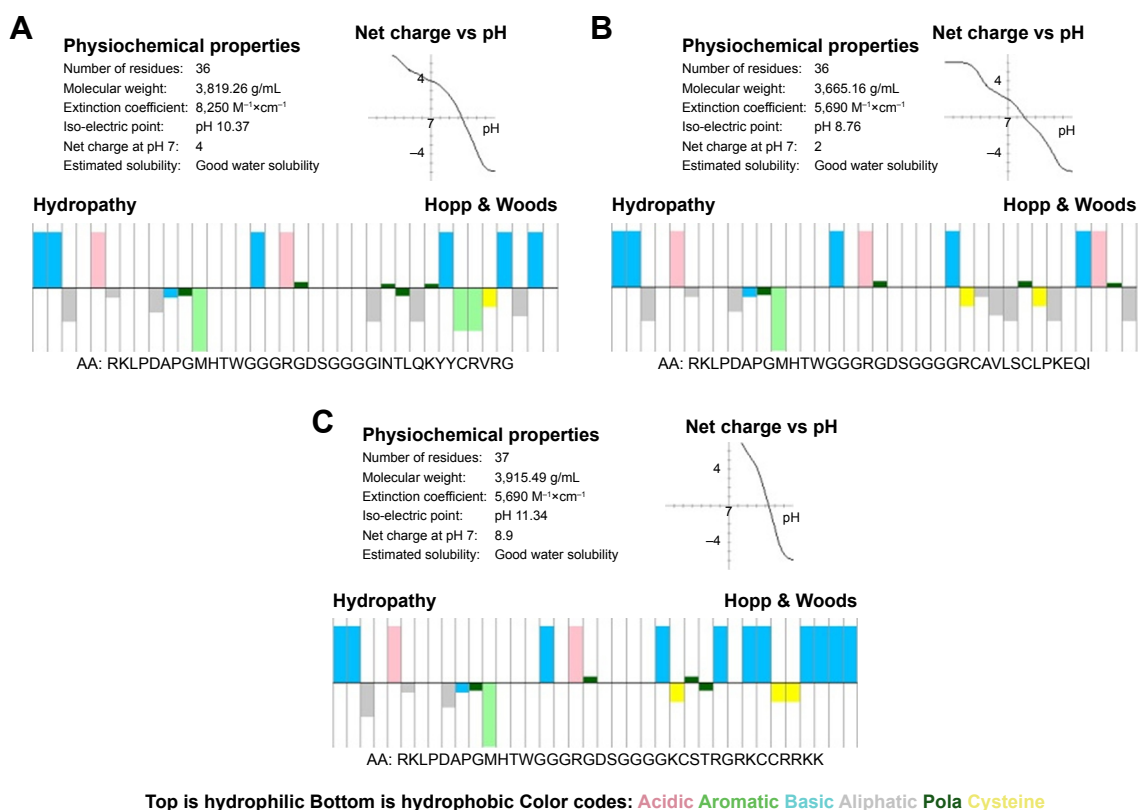 A
Physiochemical properties
Number of residues: 36
Molecular weight: 3,819.26 g/mL
Extinction coefficient: 8,250 M⁻¹×cm⁻¹
Iso-electric point: pH 10.37
Net charge at pH 7: 4
Estimated solubility: Good water solubility
Net charge vs pH
4
7
pH
–4
Hydropathy
Hopp & Woods
AA: RKLPDAPGMHTWGGGRGDSGGGGINTLQKYYCRVRG
B
Physiochemical properties
Number of residues: 36
Molecular weight: 3,665.16 g/mL
Extinction coefficient: 5,690 M⁻¹×cm⁻¹
Iso-electric point: pH 8.76
Net charge at pH 7: 2
Estimated solubility: Good water solubility
Net charge vs pH
4
7
pH
–4
Hydropathy
Hopp & Woods
AA: RKLPDAPGMHTWGGGRGDSGGGGRCAVLSCLPKEQI
C
Physiochemical properties
Number of residues: 37
Molecular weight: 3,915.49 g/mL
Extinction coefficient: 5,690 M⁻¹×cm⁻¹
Iso-electric point: pH 11.34
Net charge at pH 7: 8.9
Estimated solubility: Good water solubility
Net charge vs pH
4
7
pH
–4
Hydropathy
Hopp & Woods
AA: RKLPDAPGMHTWGGGRGDSGGGGKCSTRGRKCCRRKK
Top is hydrophilic Bottom is hydrophobic Color codes: Acidic Aromatic Basic Aliphatic Pola Cysteine